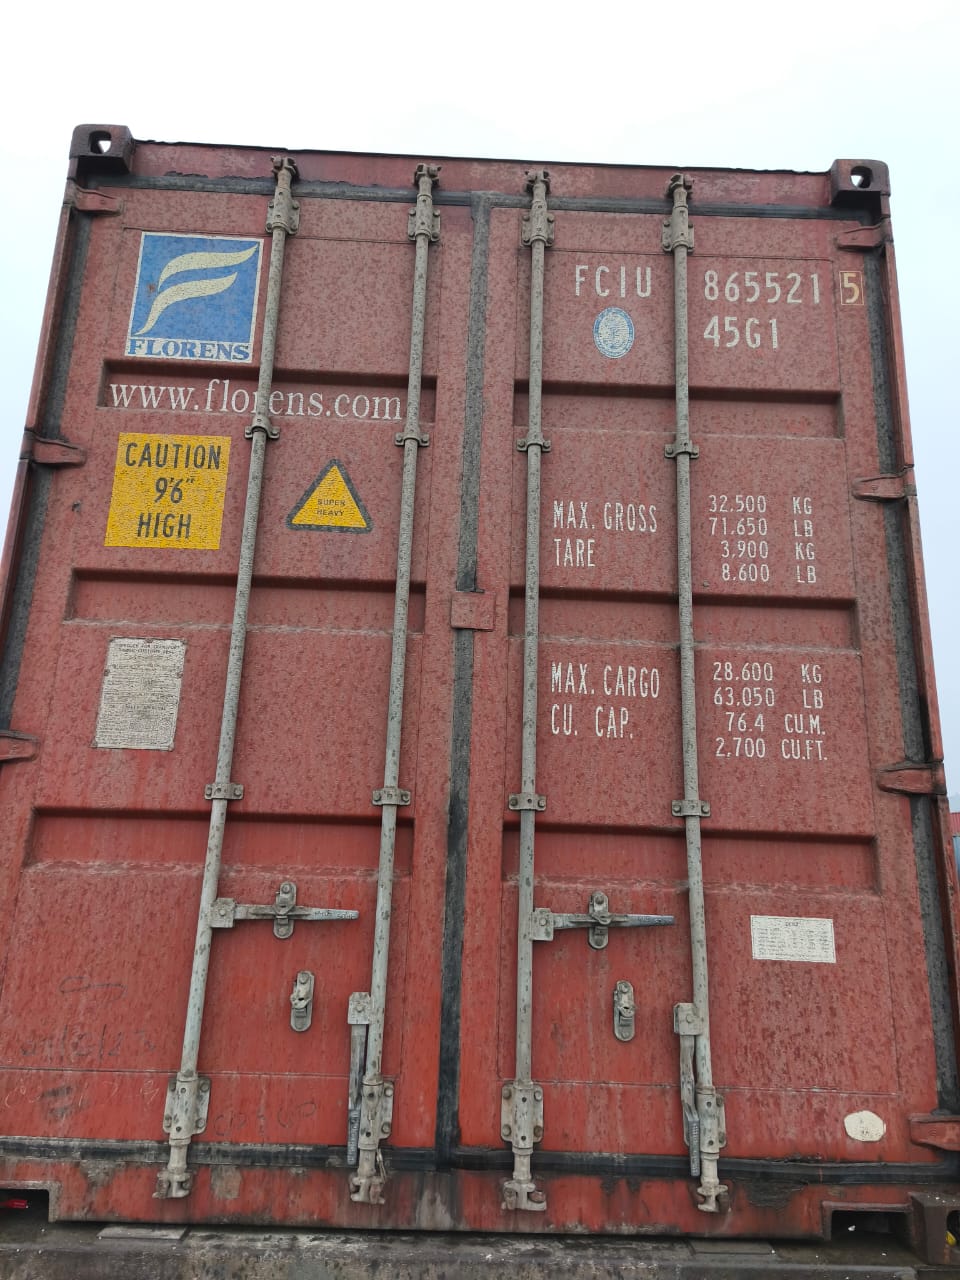 FLORENS
www.florens.com
CAUTION
9'6"
HIGH
SUPER
HEAVY
FCIU 865521 5
45G1
MAX. GROSS 32.500 KG
71.650 LB
TARE 3.900 KG
8.600 LB
MAX. CARGO 28.600 KG
63.050 LB
CU. CAP. 76.4 CU.M.
2.700 CU.FT.